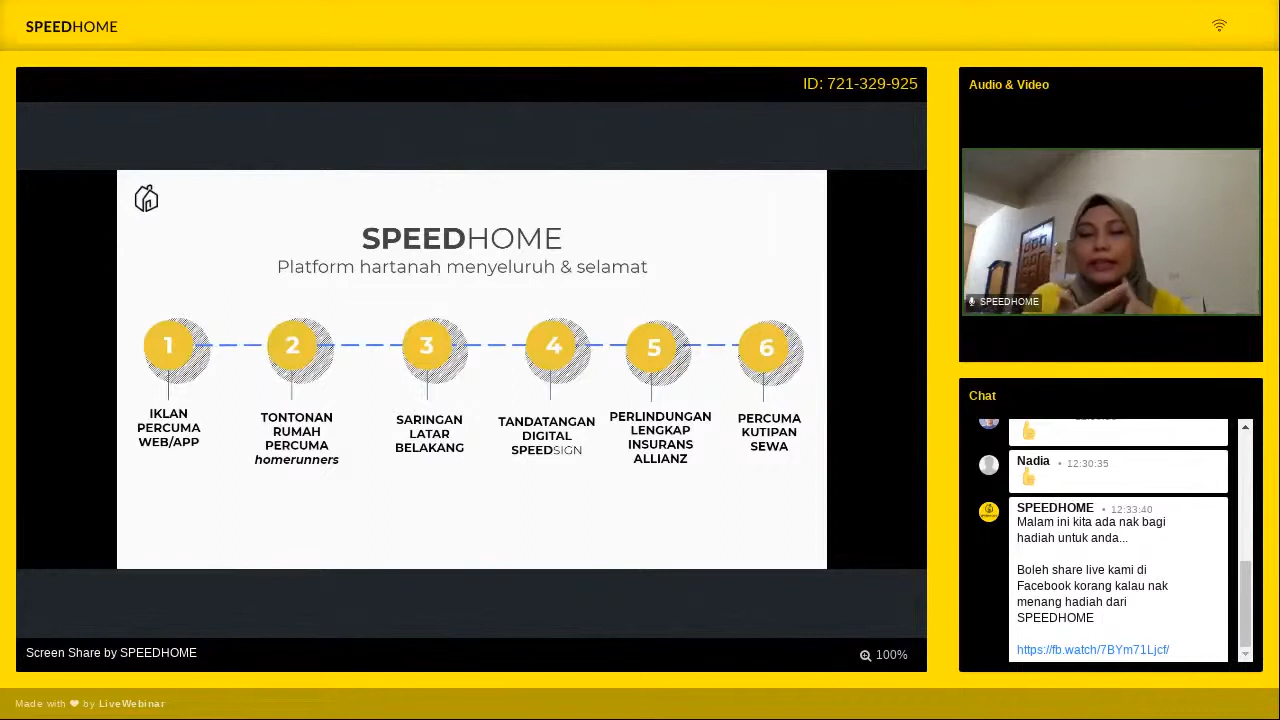 SPEEDHOME
ID: 721-329-925
SPEEDHOME
Platform hartanah menyeluruh & selamat
1
2
3
4
5
6
IKLAN
PERCUMA
WEB/APP
TONTONAN
RUMAH
PERCUMA
homerunners
SARINGAN
LATAR
BELAKANG
TANDATANGAN
DIGITAL
SPEEDSIGN
PERLINDUNGAN
LENGKAP
INSURANS
ALLIANZ
PERCUMA
KUTIPAN
SEWA
Screen Share by SPEEDHOME
100%
Audio & Video
SPEEDHOME
Chat
Nadia • 12:30:35
SPEEDHOME • 12:33:40
Malam ini kita ada nak bagi
hadiah untuk anda...
Boleh share live kami di
Facebook korang kalau nak
menang hadiah dari
SPEEDHOME
https://fb.watch/7BYm71Ljcf/
Made with ❤ by LiveWebinar